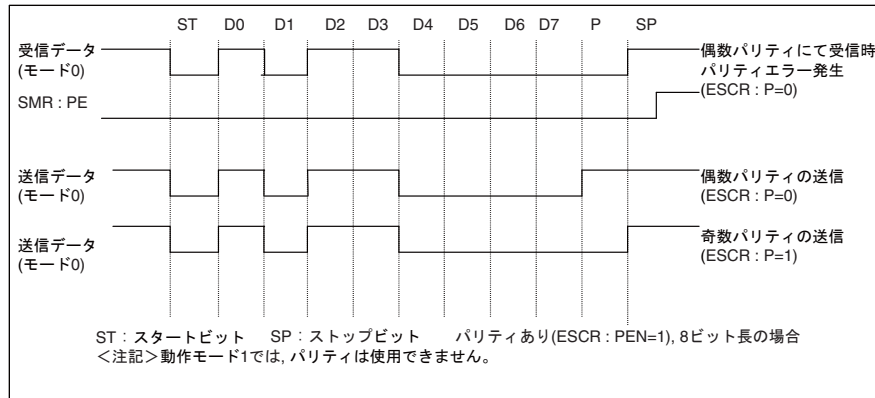 ST D0 D1 D2 D3 D4 D5 D6 D7 P SP
受信データ
(モード0)
偶数パリティにて受信時
パリティエラー発生
(ESCR : P=0)
SMR : PE
送信データ
(モード0)
偶数パリティの送信
(ESCR : P=0)
送信データ
(モード0)
奇数パリティの送信
(ESCR : P=1)
ST : スタートビット SP : ストップビット パリティあり(ESCR : PEN=1), 8ビット長の場合
<注記>動作モード1では, パリティは使用できません。